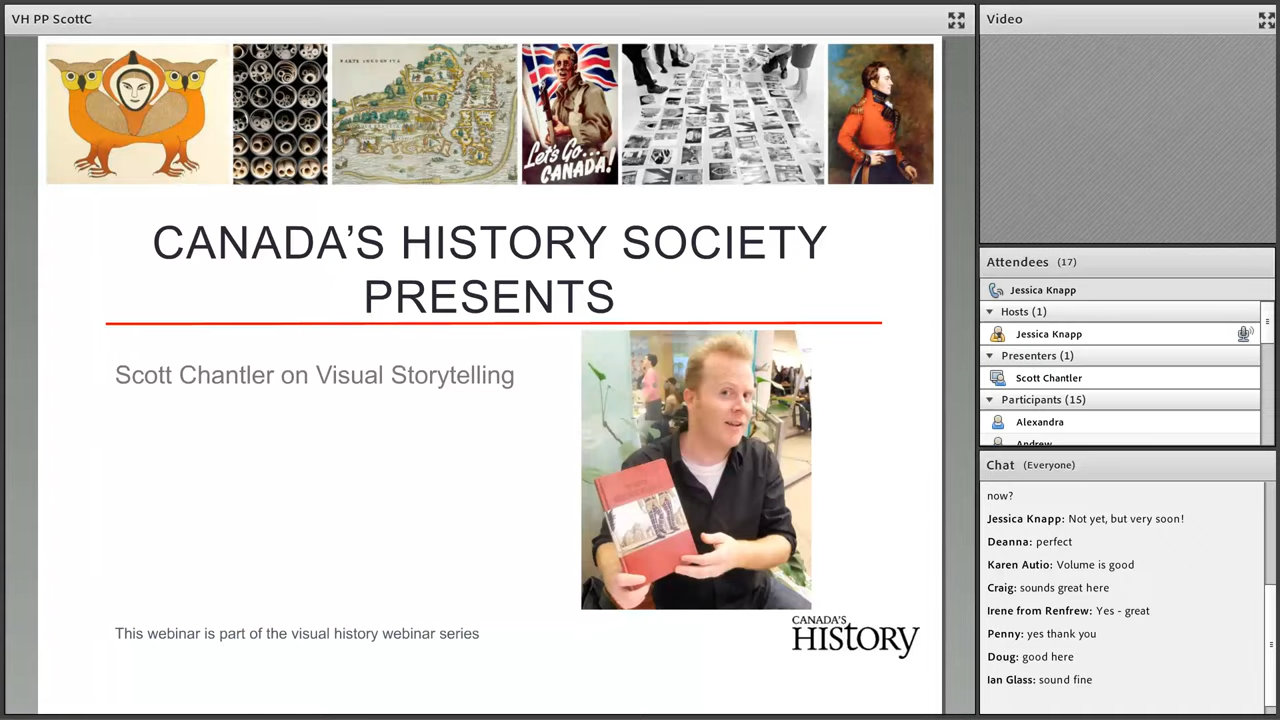 VH PP ScottC
PARTE INCOGNITA
Let's Go...
CANADA!
CANADA’S HISTORY SOCIETY
PRESENTS
Scott Chantler on Visual Storytelling
This webinar is part of the visual history webinar series
CANADA'S
HISTORY
Video
Attendees (17)
Jessica Knapp
Hosts (1)
Jessica Knapp
Presenters (1)
Scott Chantler
Participants (15)
Alexandra
Andrew
Chat (Everyone)
now?
Jessica Knapp: Not yet, but very soon!
Deanna: perfect
Karen Autio: Volume is good
Craig: sounds great here
Irene from Renfrew: Yes - great
Penny: yes thank you
Doug: good here
Ian Glass: sound fine